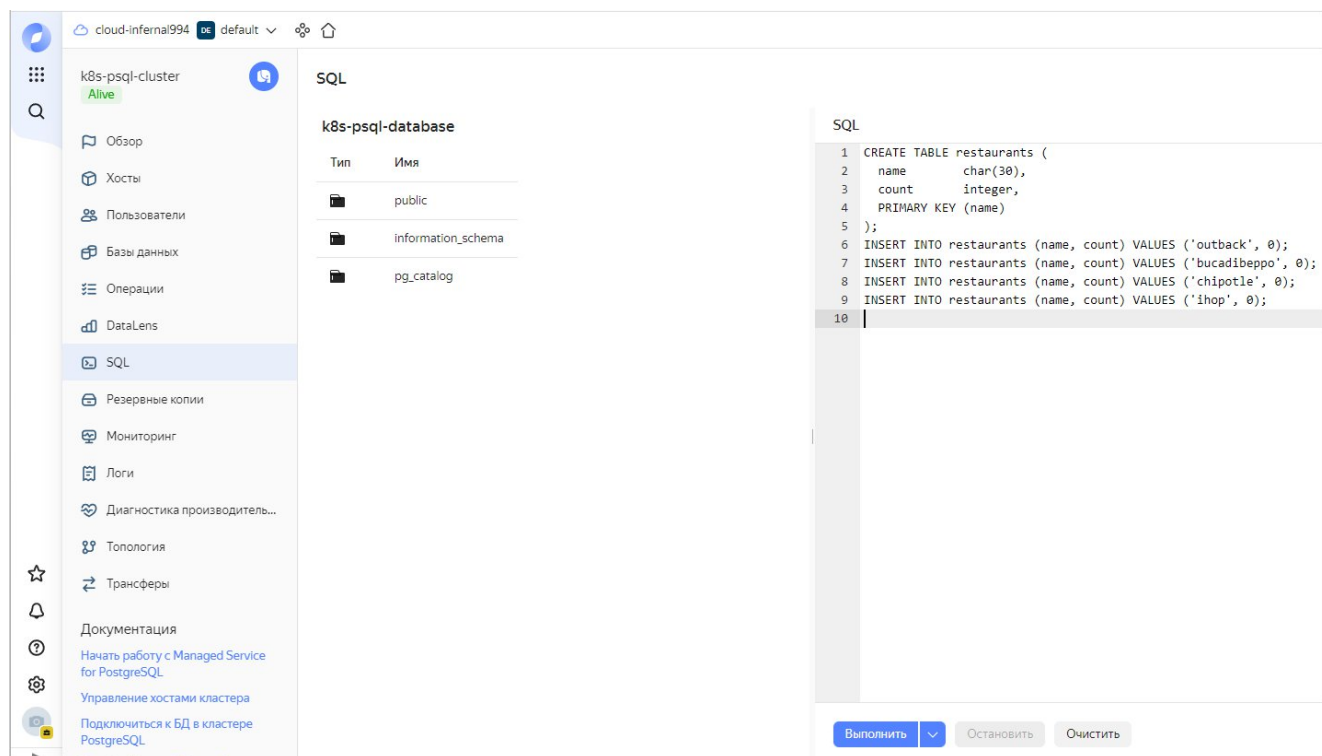 cloud-infernal994 DE default
k8s-psql-cluster
Alive
Обзор
Хосты
Пользователи
Базы данных
Операции
DataLens
SQL
Резервные копии
Мониторинг
Логи
Диагностика производитель...
Топология
Трансферы
Документация
Начать работу с Managed Service
for PostgreSQL
Управление хостами кластера
Подключиться к БД в кластере
PostgreSQL
SQL
k8s-psql-database
Тип Имя
public
information_schema
pg_catalog
SQL
1 CREATE TABLE restaurants (
2 name char(30),
3 count integer,
4 PRIMARY KEY (name)
5 );
6 INSERT INTO restaurants (name, count) VALUES ('outback', 0);
7 INSERT INTO restaurants (name, count) VALUES ('bucadibeppo', 0);
8 INSERT INTO restaurants (name, count) VALUES ('chipotle', 0);
9 INSERT INTO restaurants (name, count) VALUES ('ihop', 0);
10
Выполнить Остановить Очистить